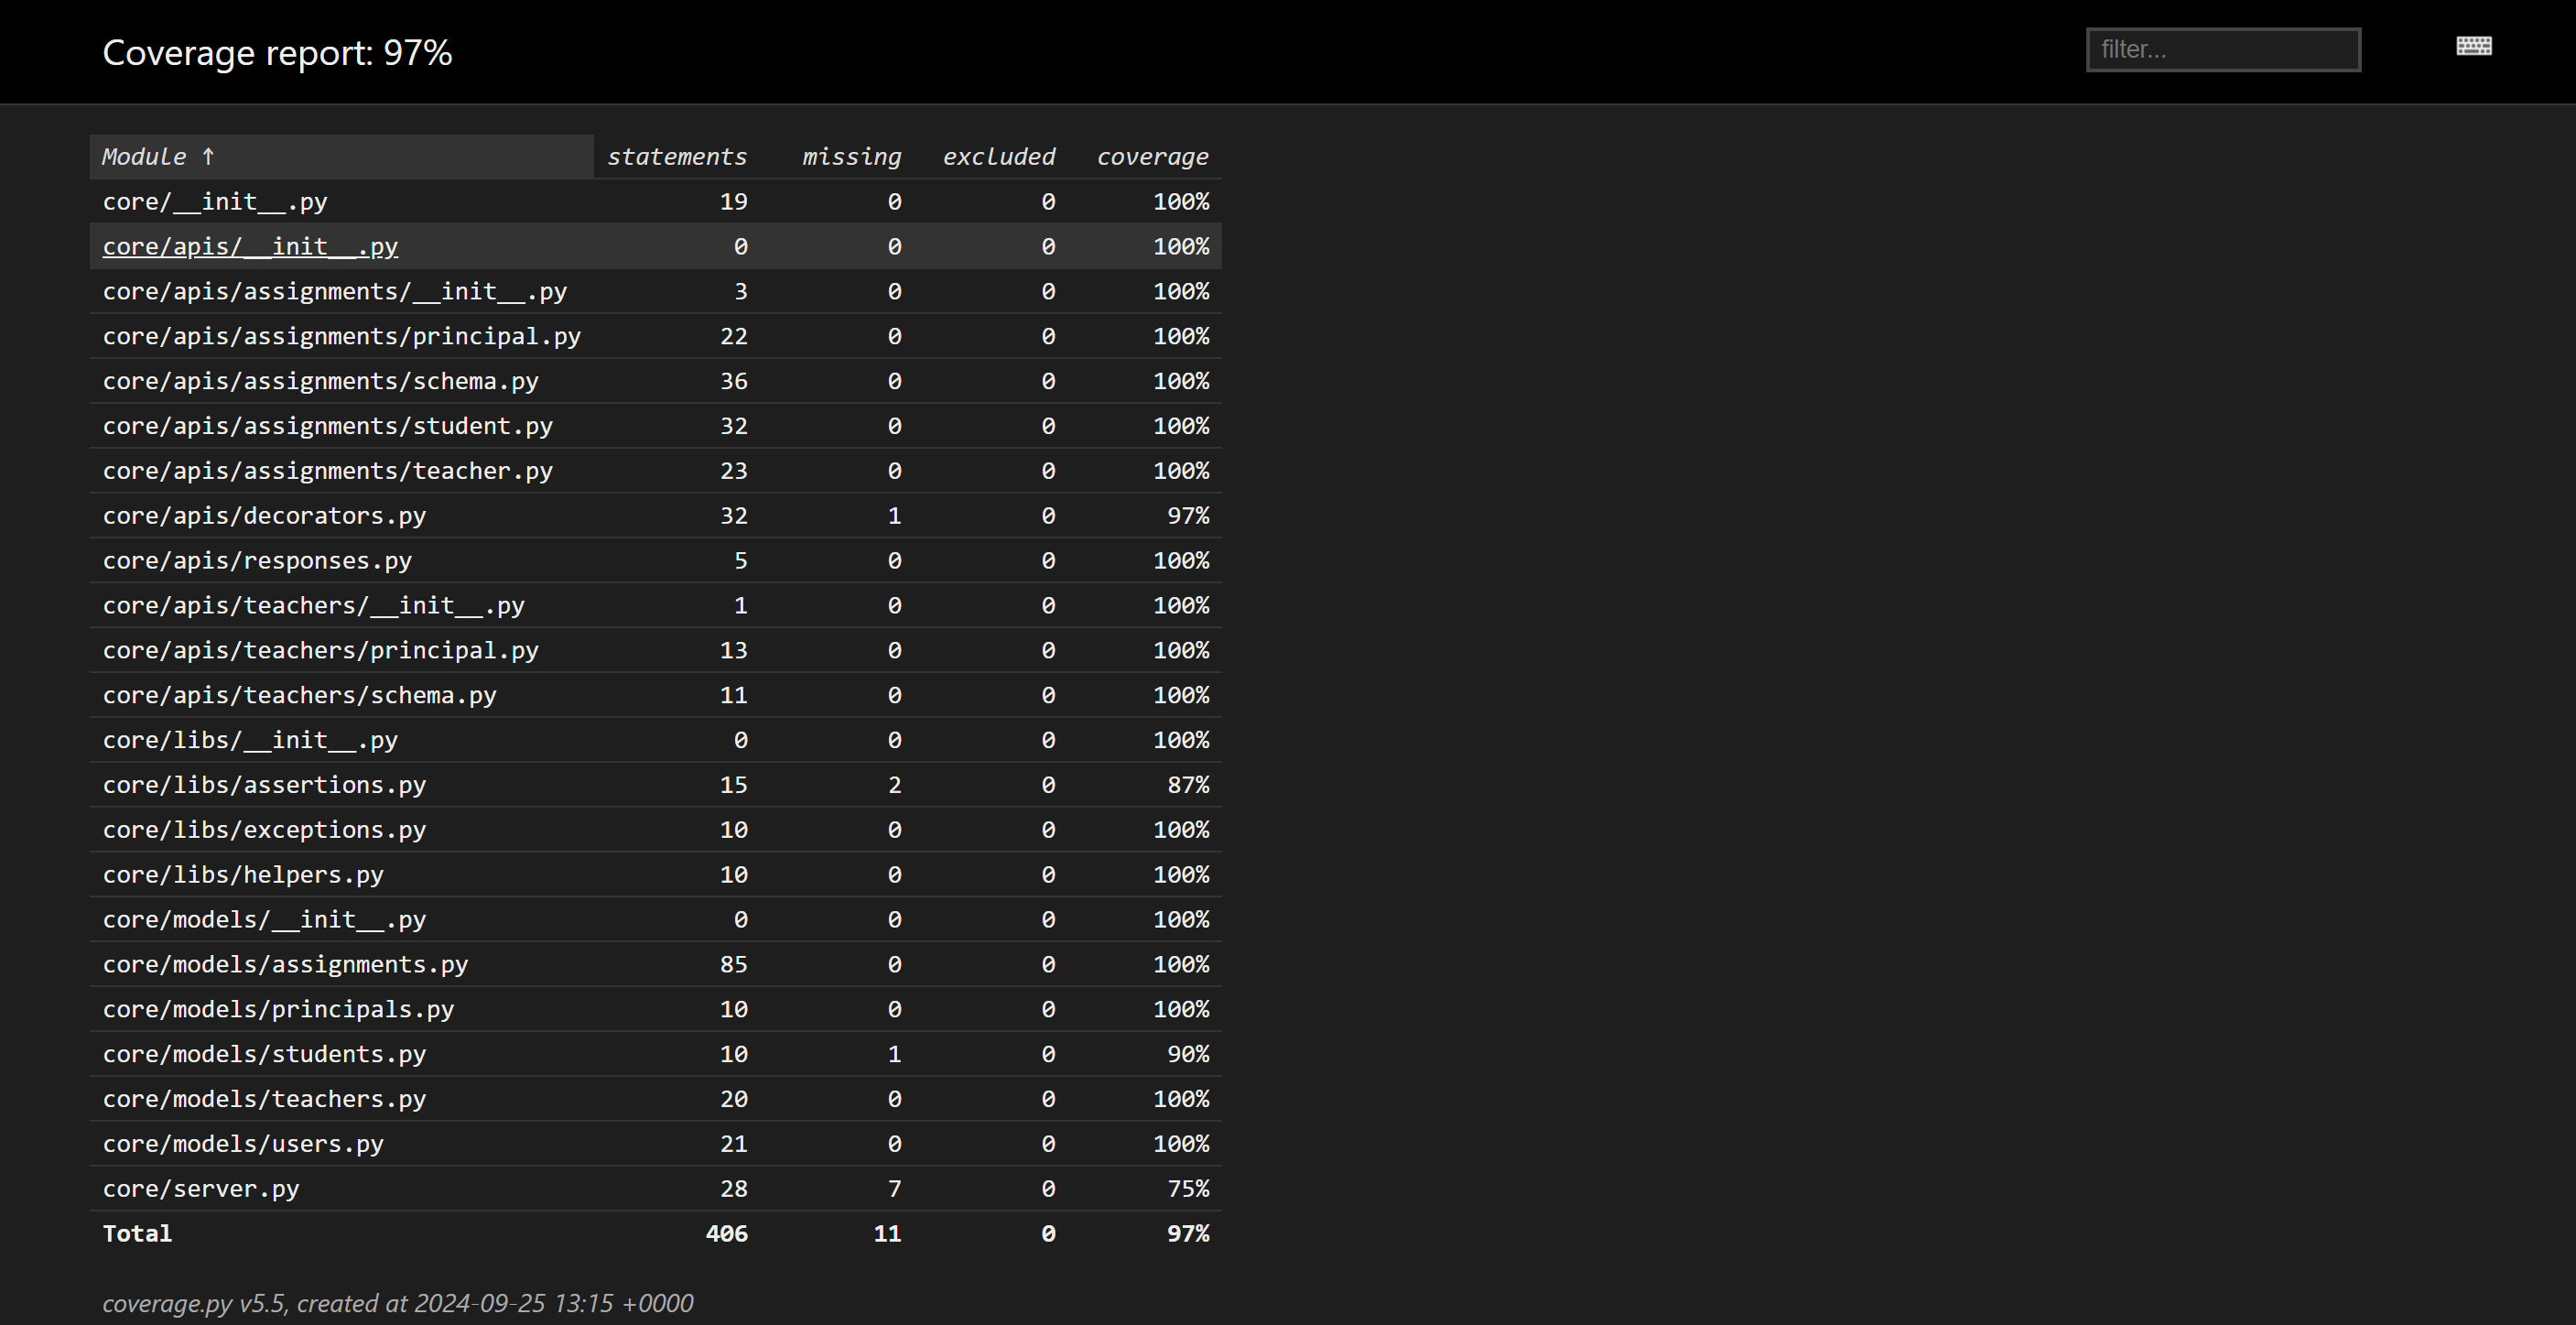 Coverage report: 97%
filter...
Module ↑ statements missing excluded coverage
core/__init__.py 19 0 0 100%
core/apis/__init__.py 0 0 0 100%
core/apis/assignments/__init__.py 3 0 0 100%
core/apis/assignments/principal.py 22 0 0 100%
core/apis/assignments/schema.py 36 0 0 100%
core/apis/assignments/student.py 32 0 0 100%
core/apis/assignments/teacher.py 23 0 0 100%
core/apis/decorators.py 32 1 0 97%
core/apis/responses.py 5 0 0 100%
core/apis/teachers/__init__.py 1 0 0 100%
core/apis/teachers/principal.py 13 0 0 100%
core/apis/teachers/schema.py 11 0 0 100%
core/libs/__init__.py 0 0 0 100%
core/libs/assertions.py 15 2 0 87%
core/libs/exceptions.py 10 0 0 100%
core/libs/helpers.py 10 0 0 100%
core/models/__init__.py 0 0 0 100%
core/models/assignments.py 85 0 0 100%
core/models/principals.py 10 0 0 100%
core/models/students.py 10 1 0 90%
core/models/teachers.py 20 0 0 100%
core/models/users.py 21 0 0 100%
core/server.py 28 7 0 75%
Total 406 11 0 97%
coverage.py v5.5, created at 2024-09-25 13:15 +0000